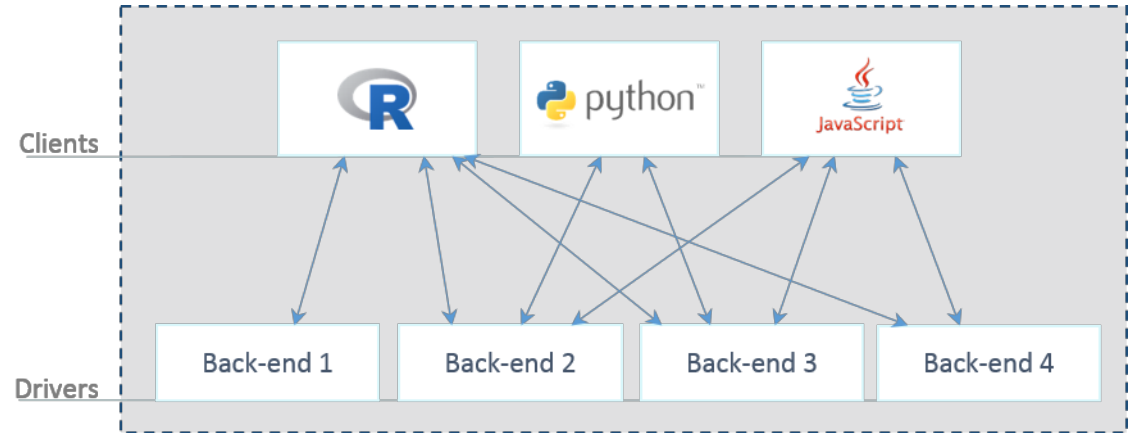 R
python™
JavaScript
Clients
Back-end 1
Back-end 2
Back-end 3
Back-end 4
Drivers